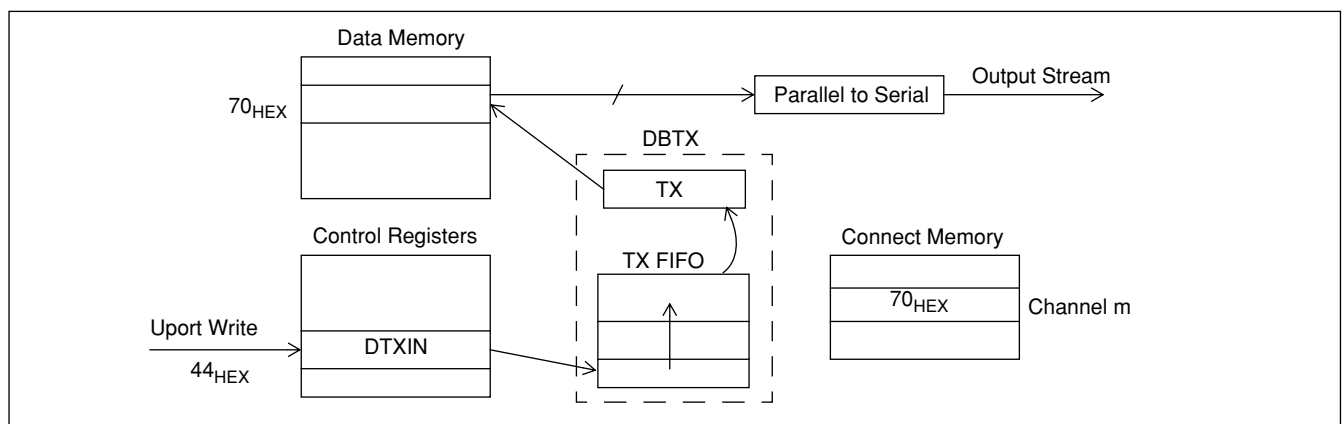 Data Memory
70HEX
Parallel to Serial
Output Stream
DBTX
TX
Control Registers
TX FIFO
Connect Memory
70HEX
Channel m
Uport Write
DTXIN
44HEX